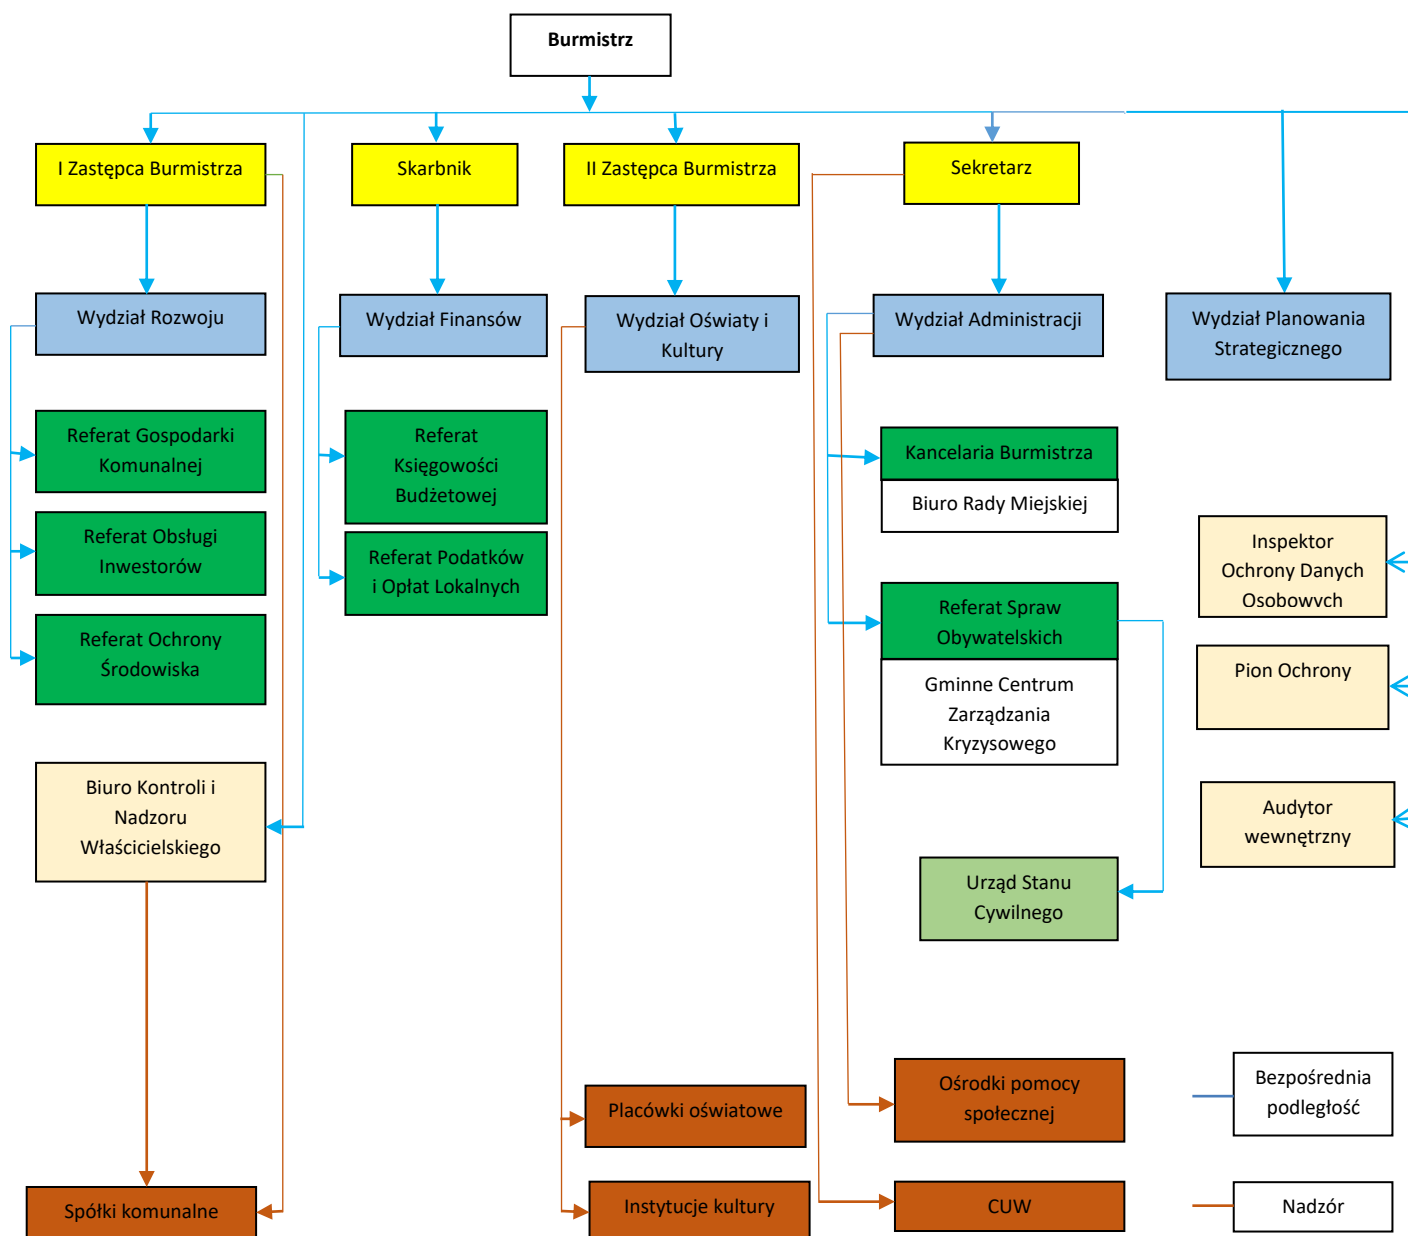 Burmistrz
I Zastępca Burmistrza
Skarbnik
II Zastępca Burmistrza
Sekretarz
Wydział Rozwoju
Wydział Finansów
Wydział Oświaty i
Kultury
Wydział Administracji
Wydział Planowania
Strategicznego
Referat Gospodarki
Komunalnej
Referat
Księgowości
Budżetowej
Kancelaria Burmistrza
Biuro Rady Miejskiej
Referat Obsługi
Inwestorów
Referat Podatków
i Opłat Lokalnych
Inspektor
Ochrony Danych
Osobowych
Referat Ochrony
Środowiska
Referat Spraw
Obywatelskich
Gminne Centrum
Zarządzania
Kryzysowego
Pion Ochrony
Biuro Kontroli i
Nadzoru
Właścicielskiego
Audytor
wewnętrzny
Urząd Stanu
Cywilnego
Placówki oświatowe
Ośrodki pomocy
społecznej
Bezpośrednia
podległość
Spółki komunalne
Instytucje kultury
CUW
Nadzór